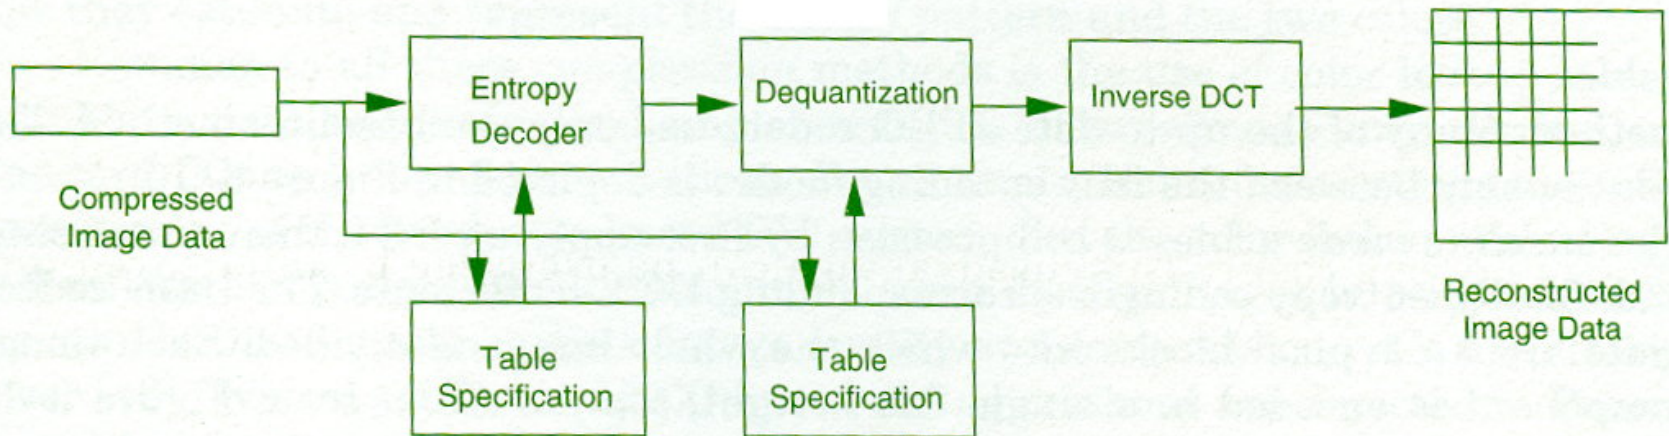 Entropy
Decoder
Dequantization
Inverse DCT
Compressed
Image Data
Table
Specification
Table
Specification
Reconstructed
Image Data